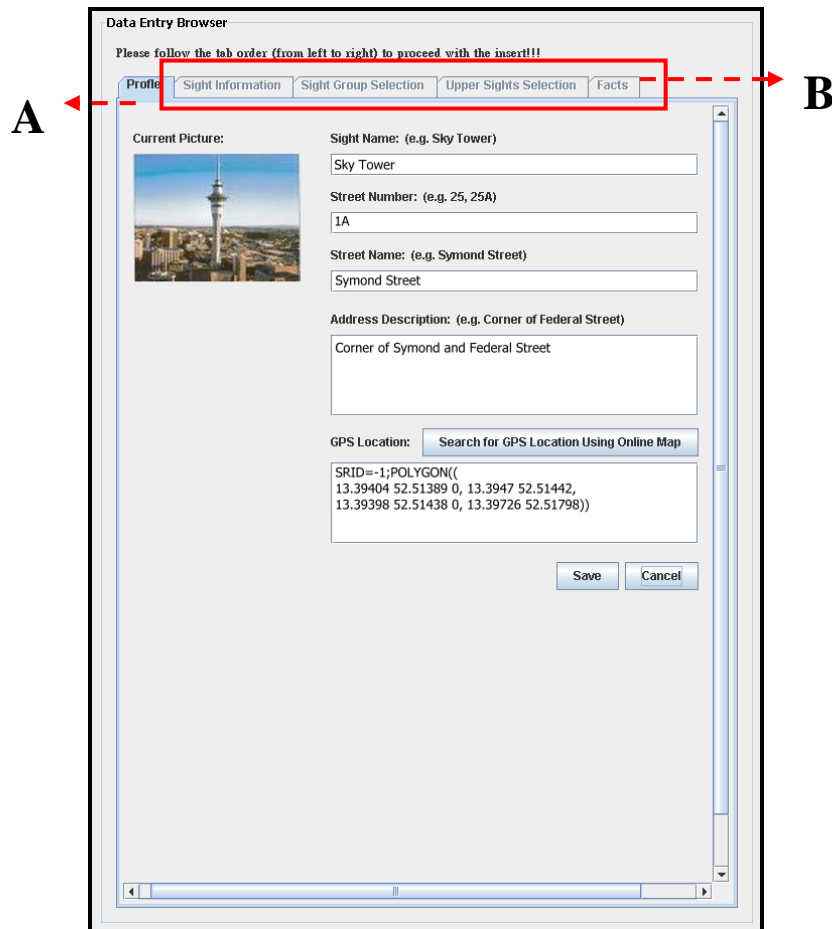 Data Entry Browser
Please follow the tab order (from left to right) to proceed with the insert!!!
Profle Sight Information Sight Group Selection Upper Sights Selection Facts
A
B
Current Picture:
Sight Name: (e.g. Sky Tower)
Sky Tower
Street Number: (e.g. 25, 25A)
1A
Street Name: (e.g. Symond Street)
Symond Street
Address Description: (e.g. Corner of Federal Street)
Corner of Symond and Federal Street
GPS Location: Search for GPS Location Using Online Map
SRID=-1;POLYGON((
13.39404 52.51389 0, 13.3947 52.51442,
13.39398 52.51438 0, 13.39726 52.51798))
Save Cancel